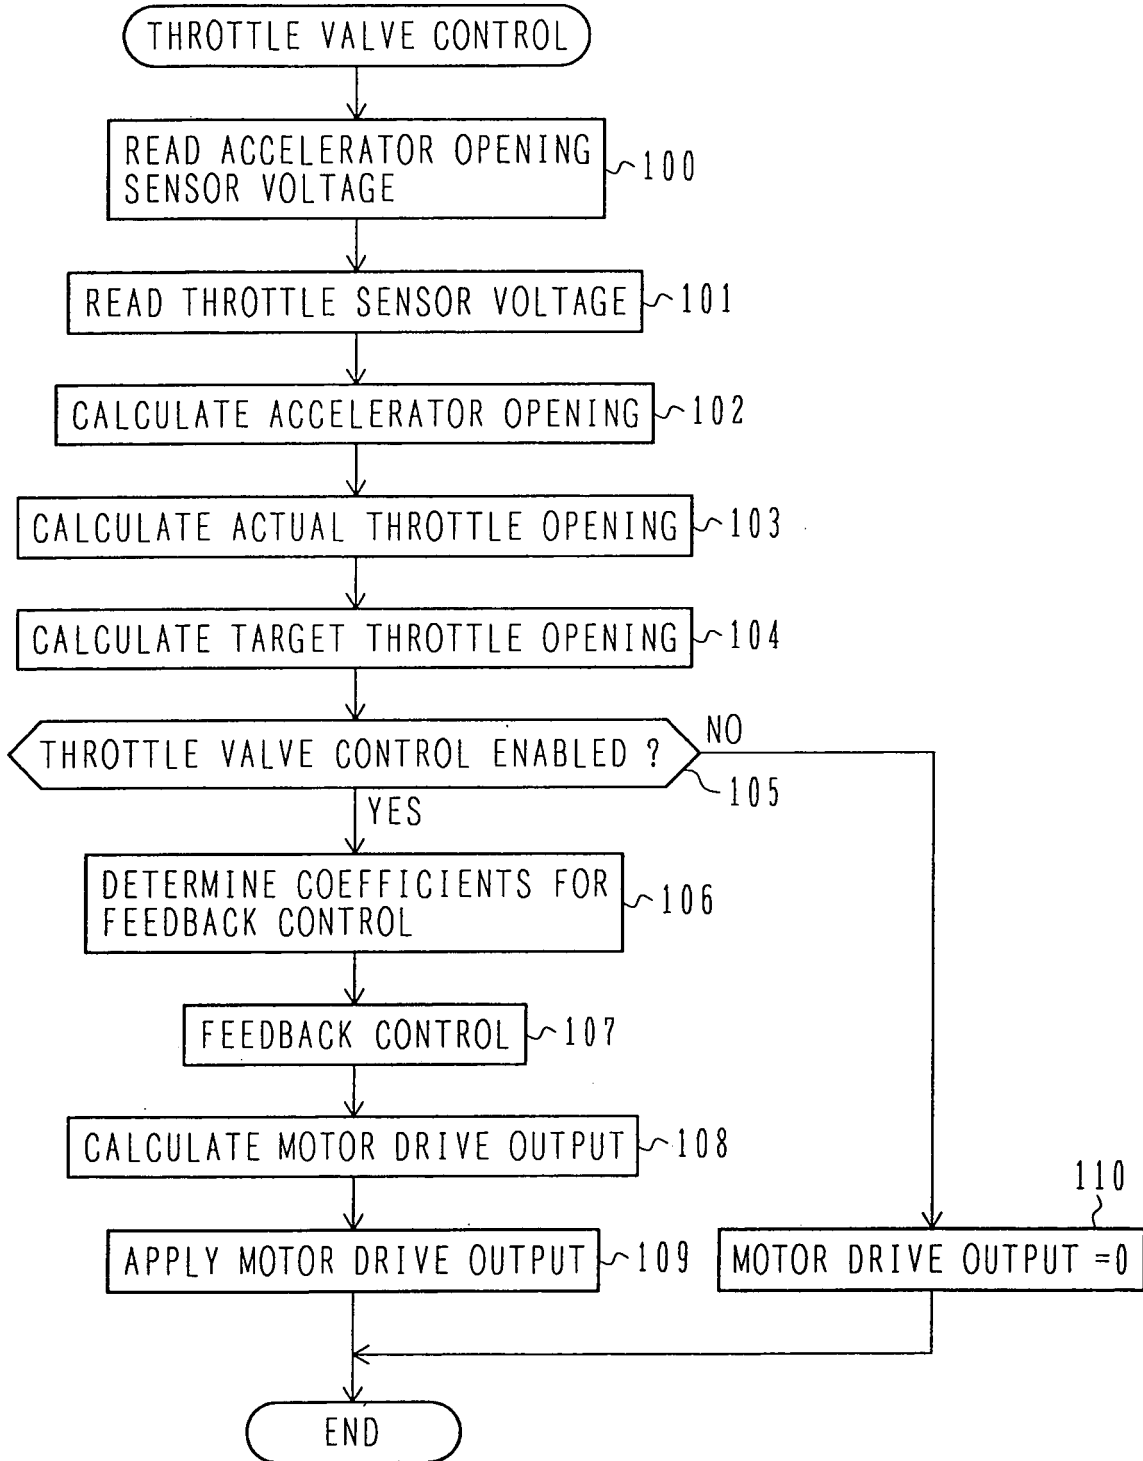 THROTTLE VALVE CONTROL
READ ACCELERATOR OPENING
SENSOR VOLTAGE
100
READ THROTTLE SENSOR VOLTAGE
101
CALCULATE ACCELERATOR OPENING
102
CALCULATE ACTUAL THROTTLE OPENING
103
CALCULATE TARGET THROTTLE OPENING
104
THROTTLE VALVE CONTROL ENABLED ?
NO
105
YES
DETERMINE COEFFICIENTS FOR
FEEDBACK CONTROL
106
FEEDBACK CONTROL
107
CALCULATE MOTOR DRIVE OUTPUT
108
APPLY MOTOR DRIVE OUTPUT
109
110
MOTOR DRIVE OUTPUT =0
END